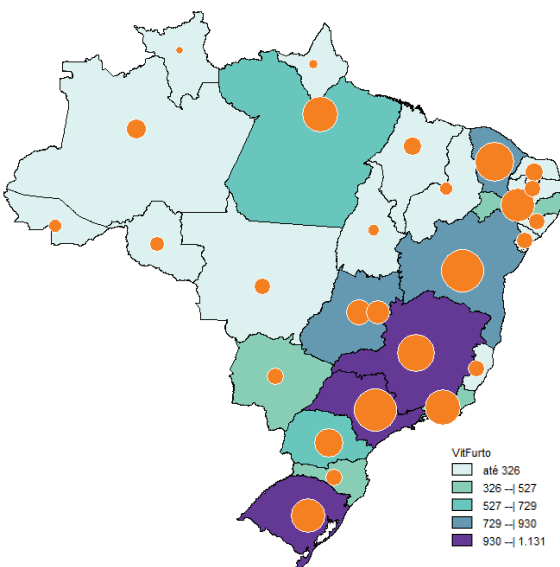 VitFurto
até 326
326 --| 527
527 --| 729
729 --| 930
930 --| 1.131